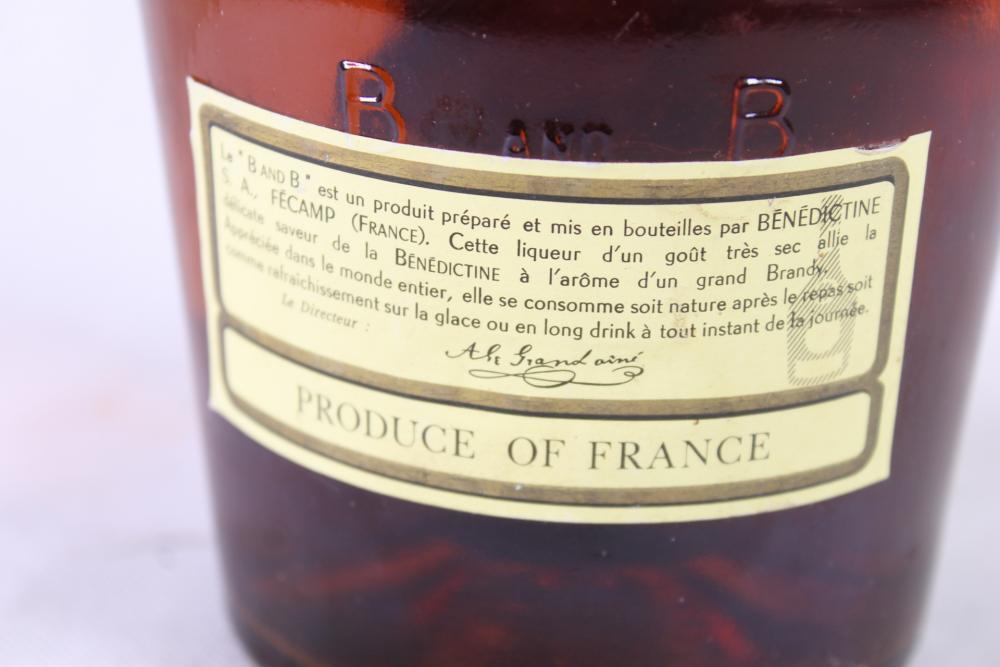 B AND B
Le "B AND B" est un produit préparé et mis en bouteilles par BÉNÉDICTINE
S. A., FÉCAMP (FRANCE). Cette liqueur d'un goût très sec allie la
délicate saveur de la BÉNÉDICTINE à l'arôme d'un grand Brandy.
Appréciée dans le monde entier, elle se consomme soit nature après le repas soit
comme rafraîchissement sur la glace ou en long drink à tout instant de la journée.
Le Directeur :
Alx Grand ainé
PRODUCE OF FRANCE